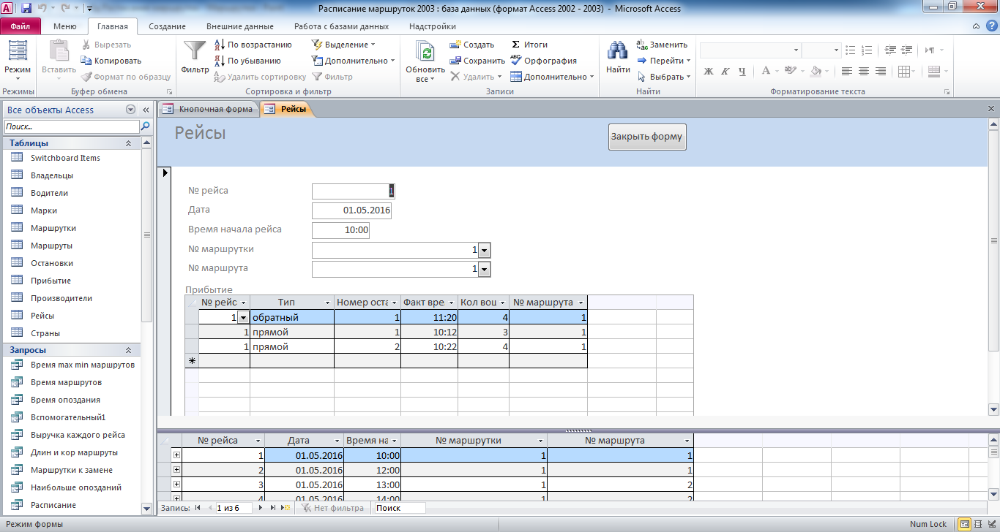 Расписание маршруток 2003 : база данных (формат Access 2002 - 2003) - Microsoft Access
Файл Меню Главная Создание Внешние данные Работа с базами данных Надстройки
Режим
Режимы
Вставить
Вырезать
Копировать
Формат по образцу
Буфер обмена
Фильтр
По возрастанию
По убыванию
Удалить сортировку
Выделение
Дополнительно
Фильтр
Сортировка и фильтр
Обновить
все
Создать
Сохранить
Удалить
Итоги
Орфография
Дополнительно
Записи
Найти
Заменить
Перейти
Выбрать
Найти
Ж К Ч А
Форматирование текста
Все объекты Access
Поиск...
Таблицы
Switchboard Items
Владельцы
Водители
Марки
Маршрутки
Маршруты
Остановки
Прибытие
Производители
Рейсы
Страны
Запросы
Время max min маршрутов
Время маршрутов
Время опоздания
Вспомогательный1
Выручка каждого рейса
Длин и кор маршруты
Маршрутки к замене
Наибольше опозданий
Расписание
Кнопочная форма Рейсы
Рейсы
Закрыть форму
№ рейса 1
Дата 01.05.2016
Время начала рейса 10:00
№ маршрутки 1
№ маршрута 1
Прибытие
№ рейс Тип Номер оста Факт вре Кол вош № маршрута
1 обратный 1 11:20 4 1
1 прямой 1 10:12 3 1
1 прямой 2 10:22 4 1
№ рейса Дата Время на № маршрутки № маршрута
1 01.05.2016 10:00 1 1
2 01.05.2016 12:00 1 1
3 01.05.2016 13:00 1 2
4 01.05.2016 14:00 1 2
Запись: 1 из 6 Нет фильтра Поиск
Режим формы Num Lock